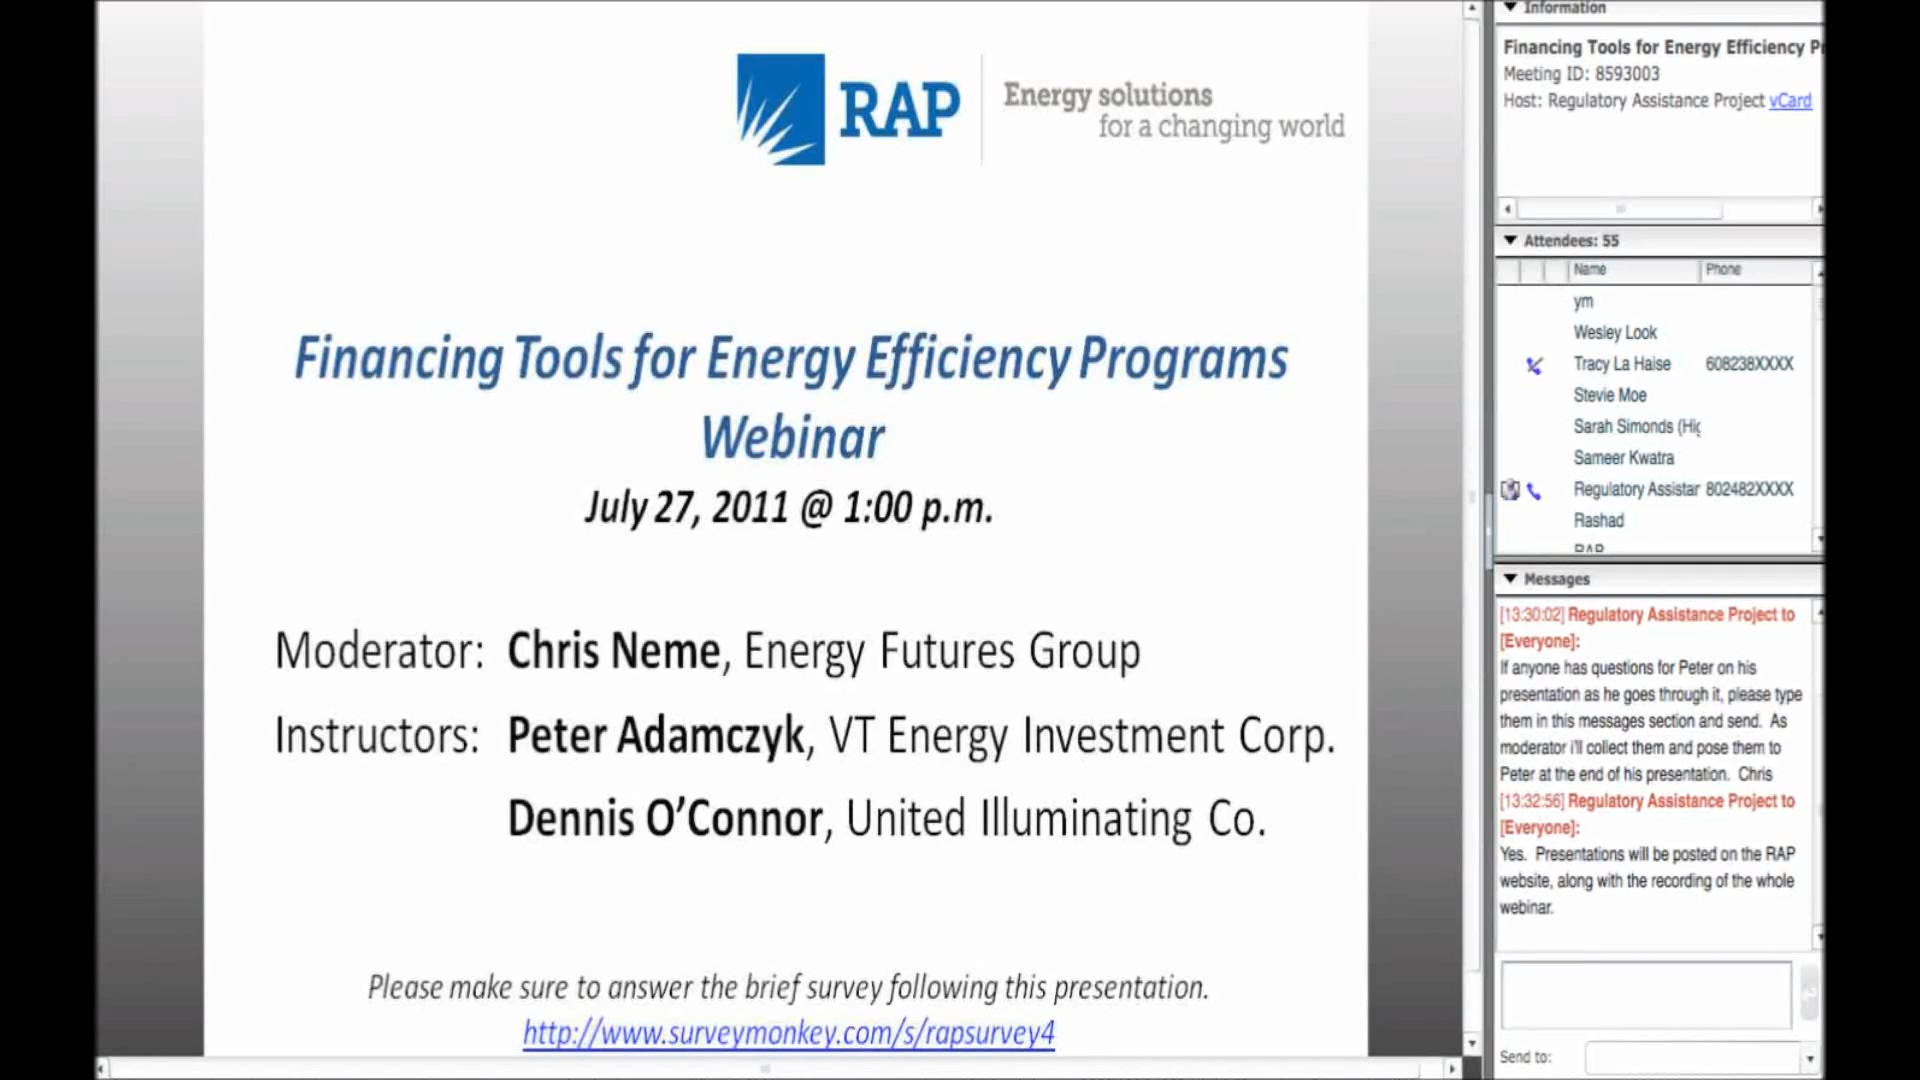 RAP
Energy solutions
for a changing world
Financing Tools for Energy Efficiency Programs
Webinar
July 27, 2011 @ 1:00 p.m.
Moderator: Chris Neme, Energy Futures Group
Instructors: Peter Adamczyk, VT Energy Investment Corp.
Dennis O’Connor, United Illuminating Co.
Please make sure to answer the brief survey following this presentation.
http://www.surveymonkey.com/s/rapsurvey4
Information
Financing Tools for Energy Efficiency Pr
Meeting ID: 8593003
Host: Regulatory Assistance Project vCard
Attendees: 55
Name Phone
ym
Wesley Look
Tracy La Haise 608238XXXX
Stevie Moe
Sarah Simonds (Hig
Sameer Kwatra
Regulatory Assistar 802482XXXX
Rashad
RAP
Messages
[13:30:02] Regulatory Assistance Project to
[Everyone]:
If anyone has questions for Peter on his
presentation as he goes through it, please type
them in this messages section and send. As
moderator i'll collect them and pose them to
Peter at the end of his presentation. Chris
[13:32:56] Regulatory Assistance Project to
[Everyone]:
Yes. Presentations will be posted on the RAP
website, along with the recording of the whole
webinar.
Send to: